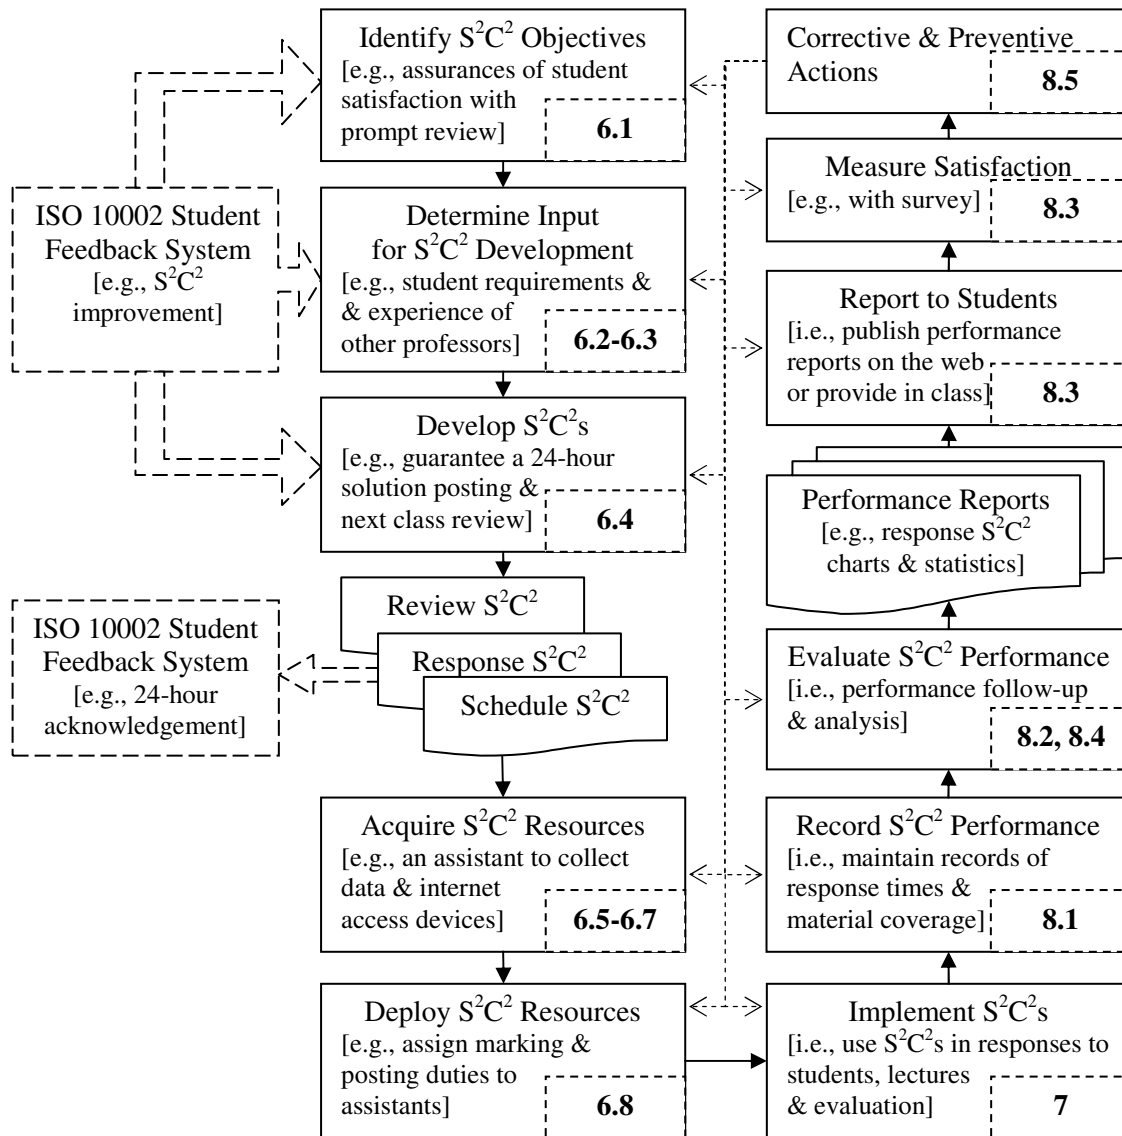 Identify S²C² Objectives
[e.g., assurances of student
satisfaction with
prompt review]
6.1
ISO 10002 Student
Feedback System
[e.g., S²C²
improvement]
Determine Input
for S²C² Development
[e.g., student requirements &
& experience of
other professors]
6.2-6.3
Develop S²C²s
[e.g., guarantee a 24-hour
solution posting &
next class review]
6.4
Review S²C²
Response S²C²
Schedule S²C²
ISO 10002 Student
Feedback System
[e.g., 24-hour
acknowledgement]
Acquire S²C² Resources
[e.g., an assistant to collect
data & internet
access devices]
6.5-6.7
Deploy S²C² Resources
[e.g., assign marking &
posting duties to
assistants]
6.8
Implement S²C²s
[i.e., use S²C²s in responses to
students, lectures
& evaluation]
7
Record S²C² Performance
[i.e., maintain records of
response times &
material coverage]
8.1
Evaluate S²C² Performance
[i.e., performance follow-up
& analysis]
8.2, 8.4
Performance Reports
[e.g., response S²C²
charts & statistics]
Report to Students
[i.e., publish performance
reports on the web
or provide in class]
8.3
Measure Satisfaction
[e.g., with survey]
8.3
Corrective & Preventive
Actions
8.5